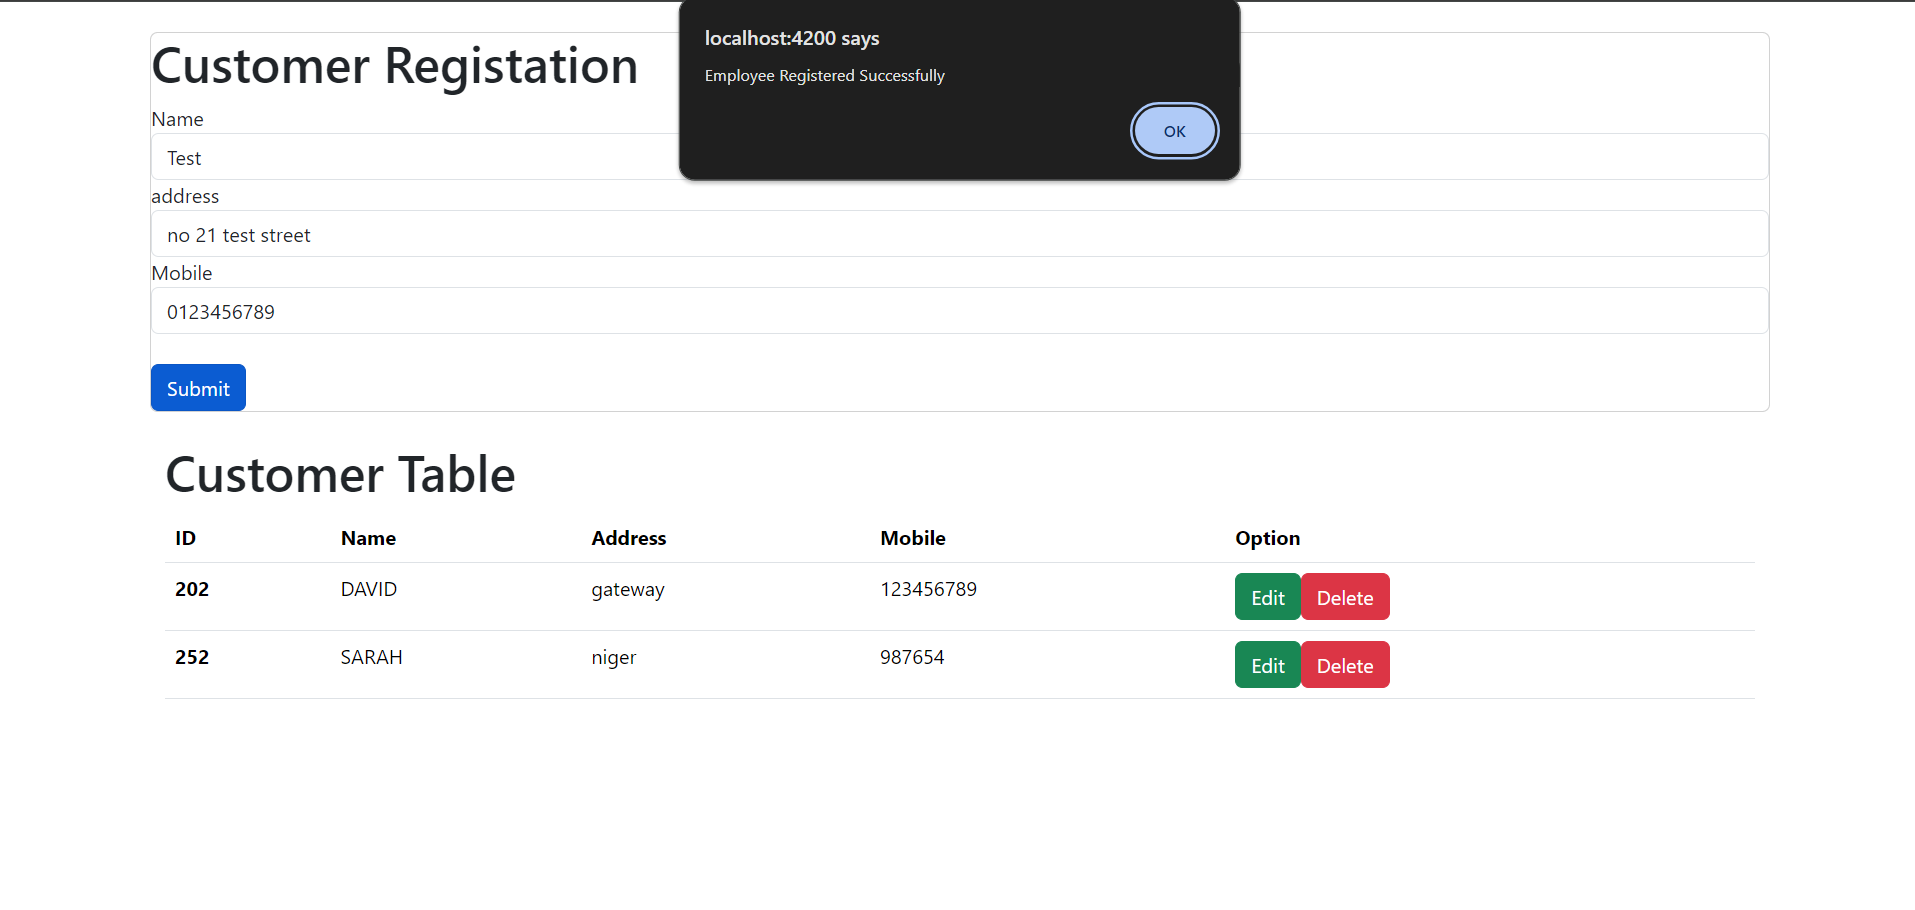 localhost:4200 says
Employee Registered Successfully
OK
Customer Registation
Name
Test
address
no 21 test street
Mobile
0123456789
Submit
Customer Table
ID Name Address Mobile Option
202 DAVID gateway 123456789 Edit Delete
252 SARAH niger 987654 Edit Delete